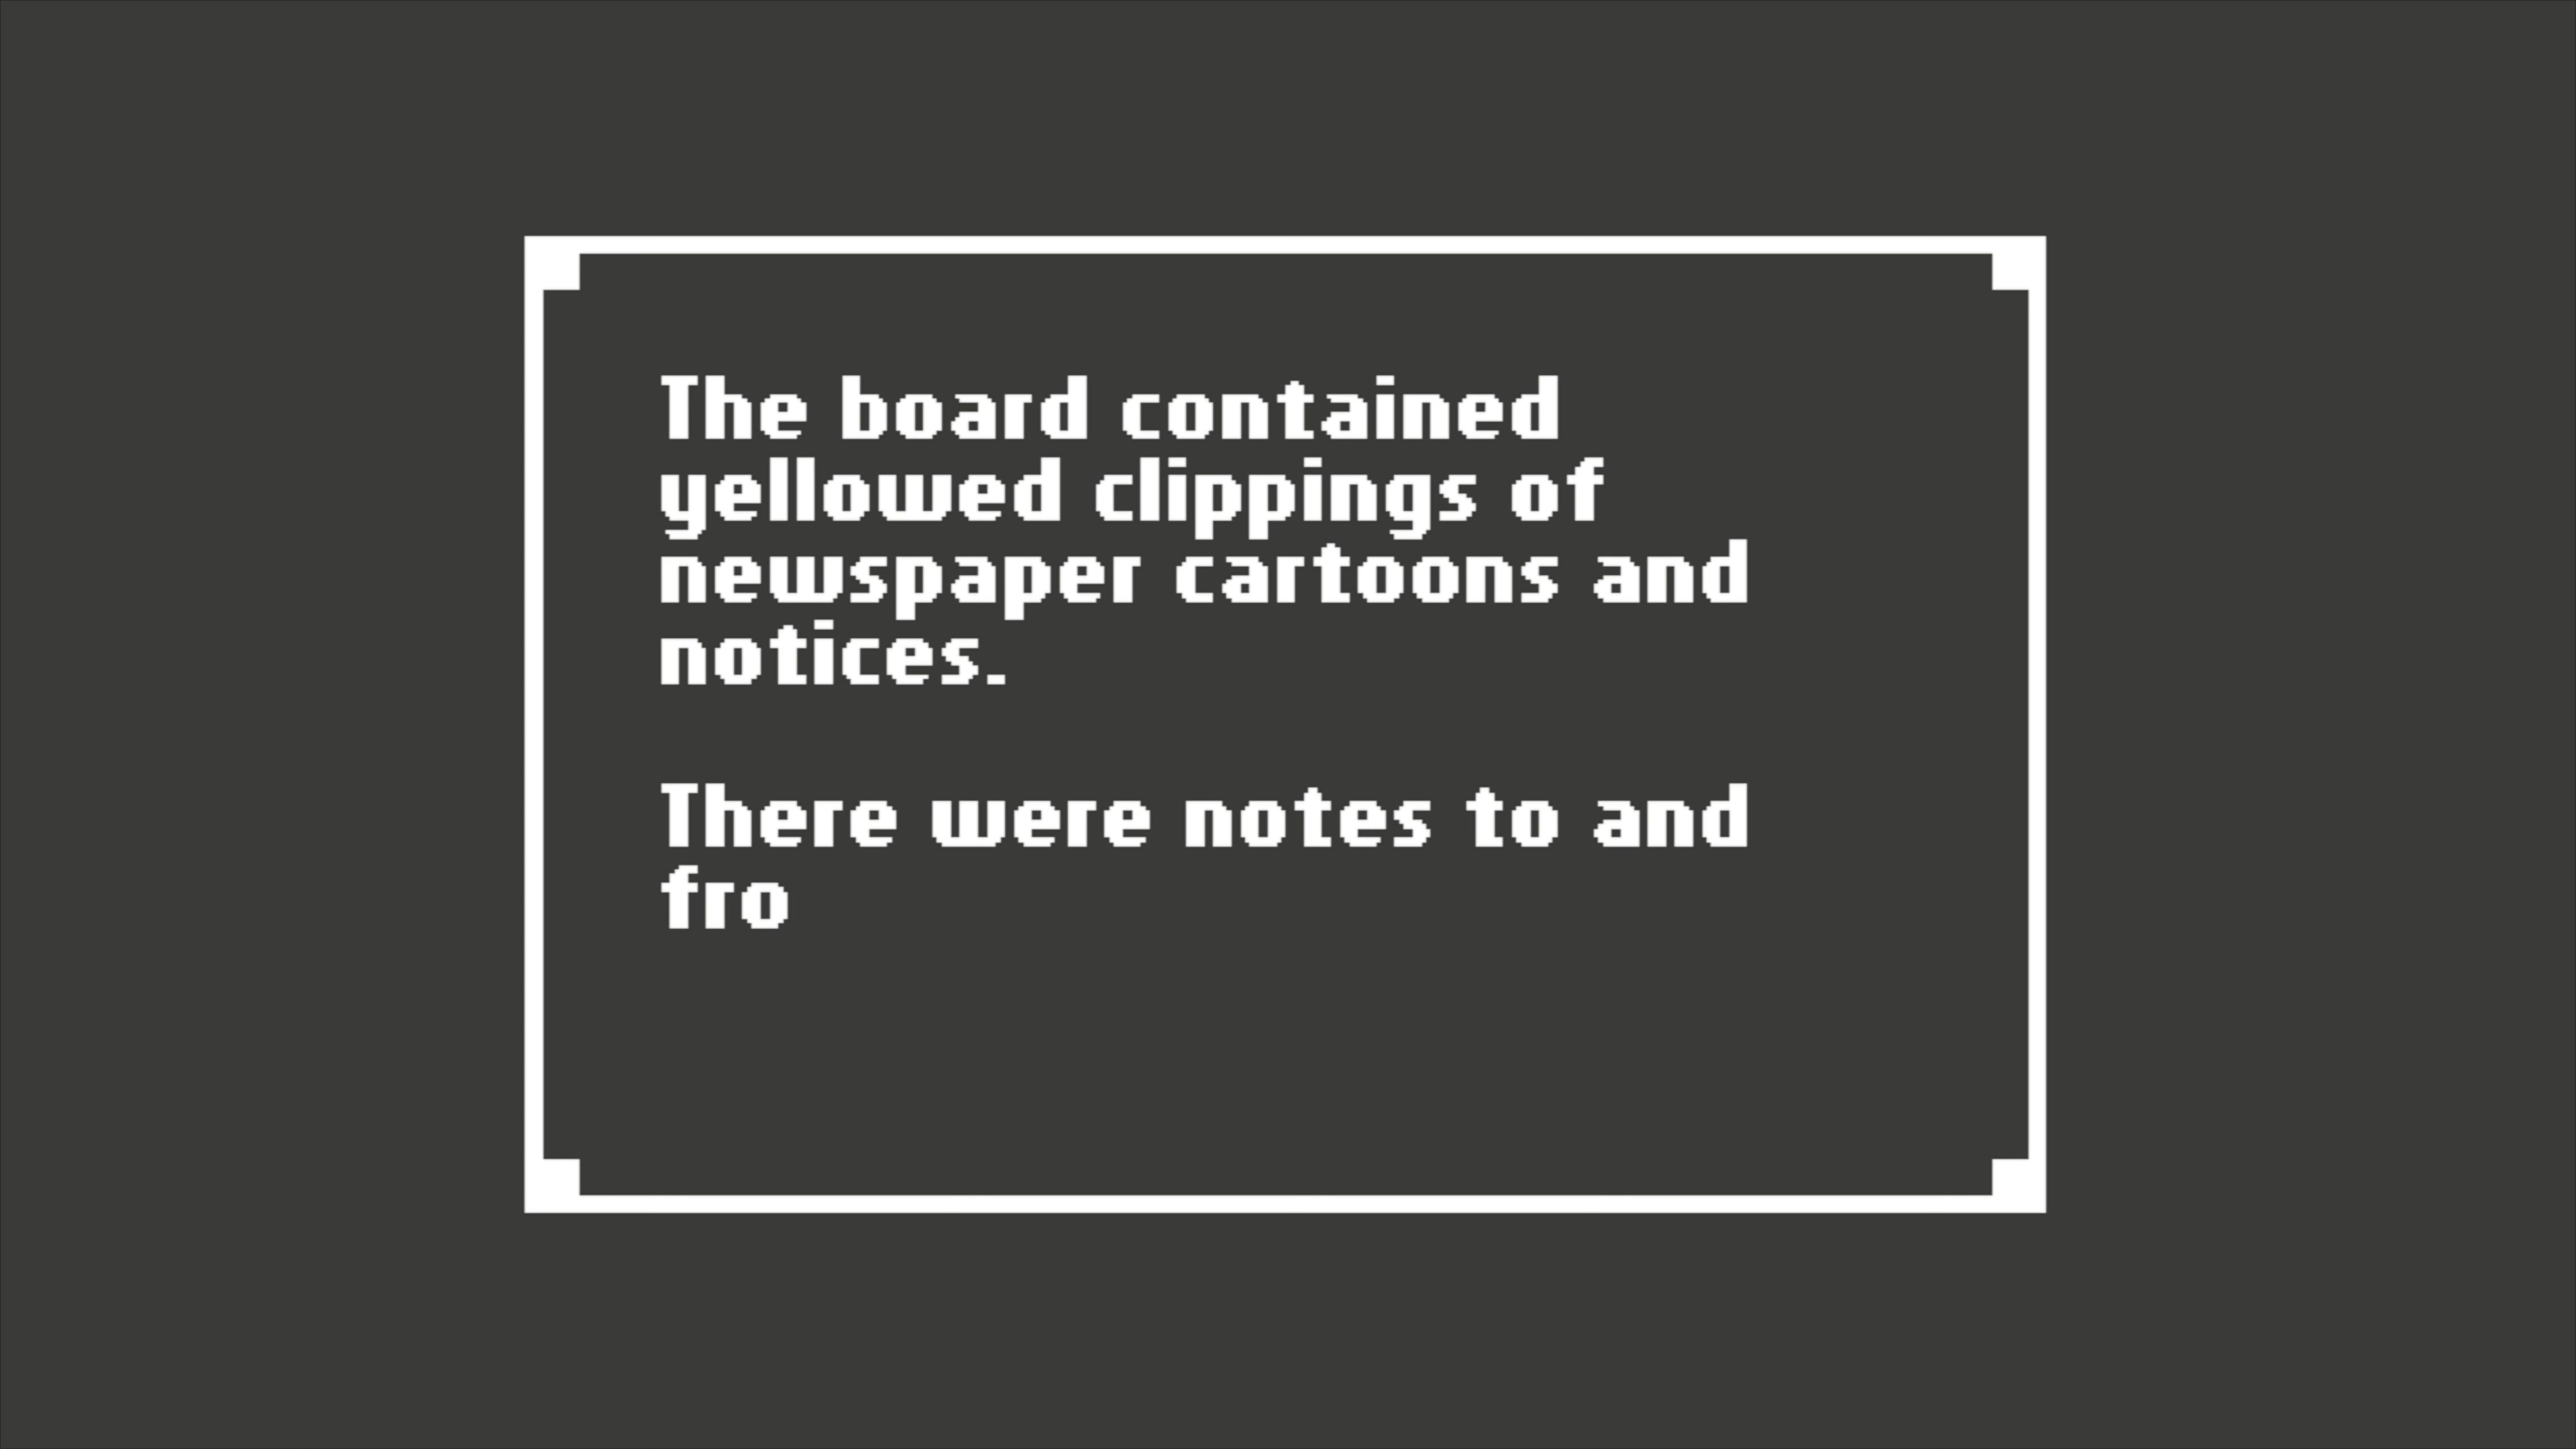 The board contained
yellowed clippings of
newspaper cartoons and
notices.
There were notes to and
fro